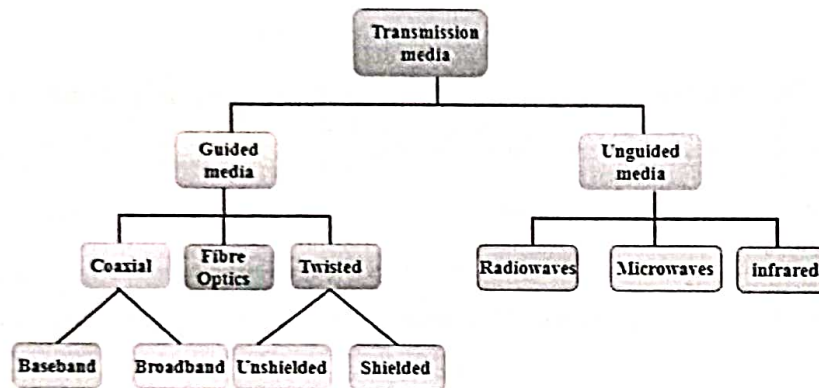 Transmission
media
Guided
media
Unguided
media
Coaxial
Fibre
Optics
Twisted
Radiowaves
Microwaves
infrared
Baseband
Broadband
Unshielded
Shielded